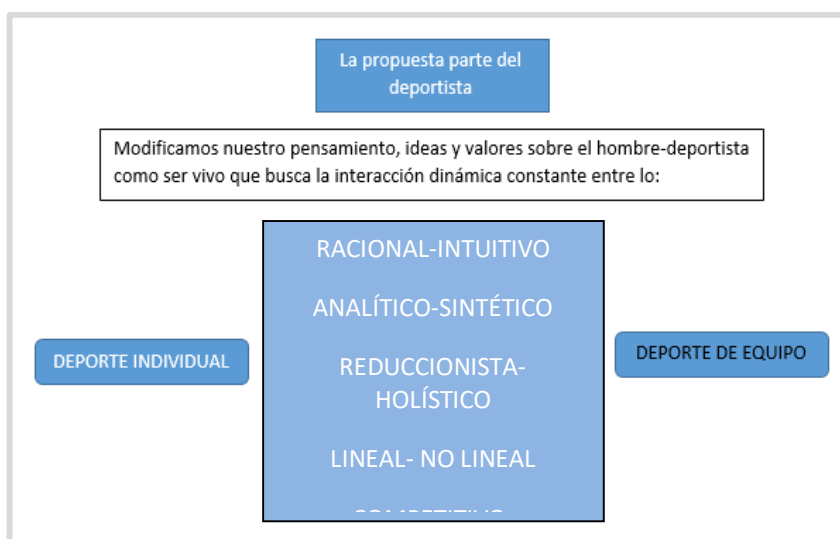 La propuesta parte del
deportista
Modificamos nuestro pensamiento, ideas y valores sobre el hombre-deportista
como ser vivo que busca la interacción dinámica constante entre lo:
RACIONAL-INTUITIVO
ANALÍTICO-SINTÉTICO
DEPORTE INDIVIDUAL
REDUCCIONISTA-
HOLÍSTICO
DEPORTE DE EQUIPO
LINEAL- NO LINEAL